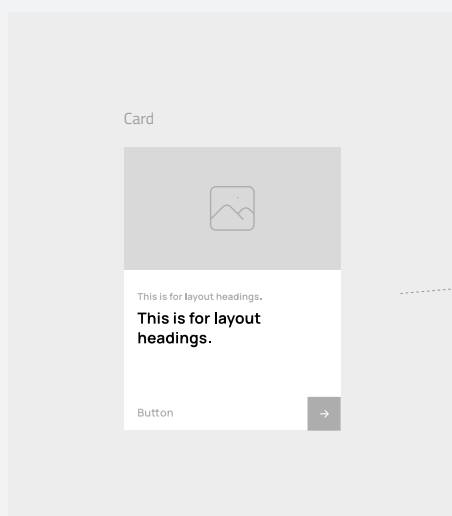 Card
This is for layout headings.
This is for layout
headings.
Button